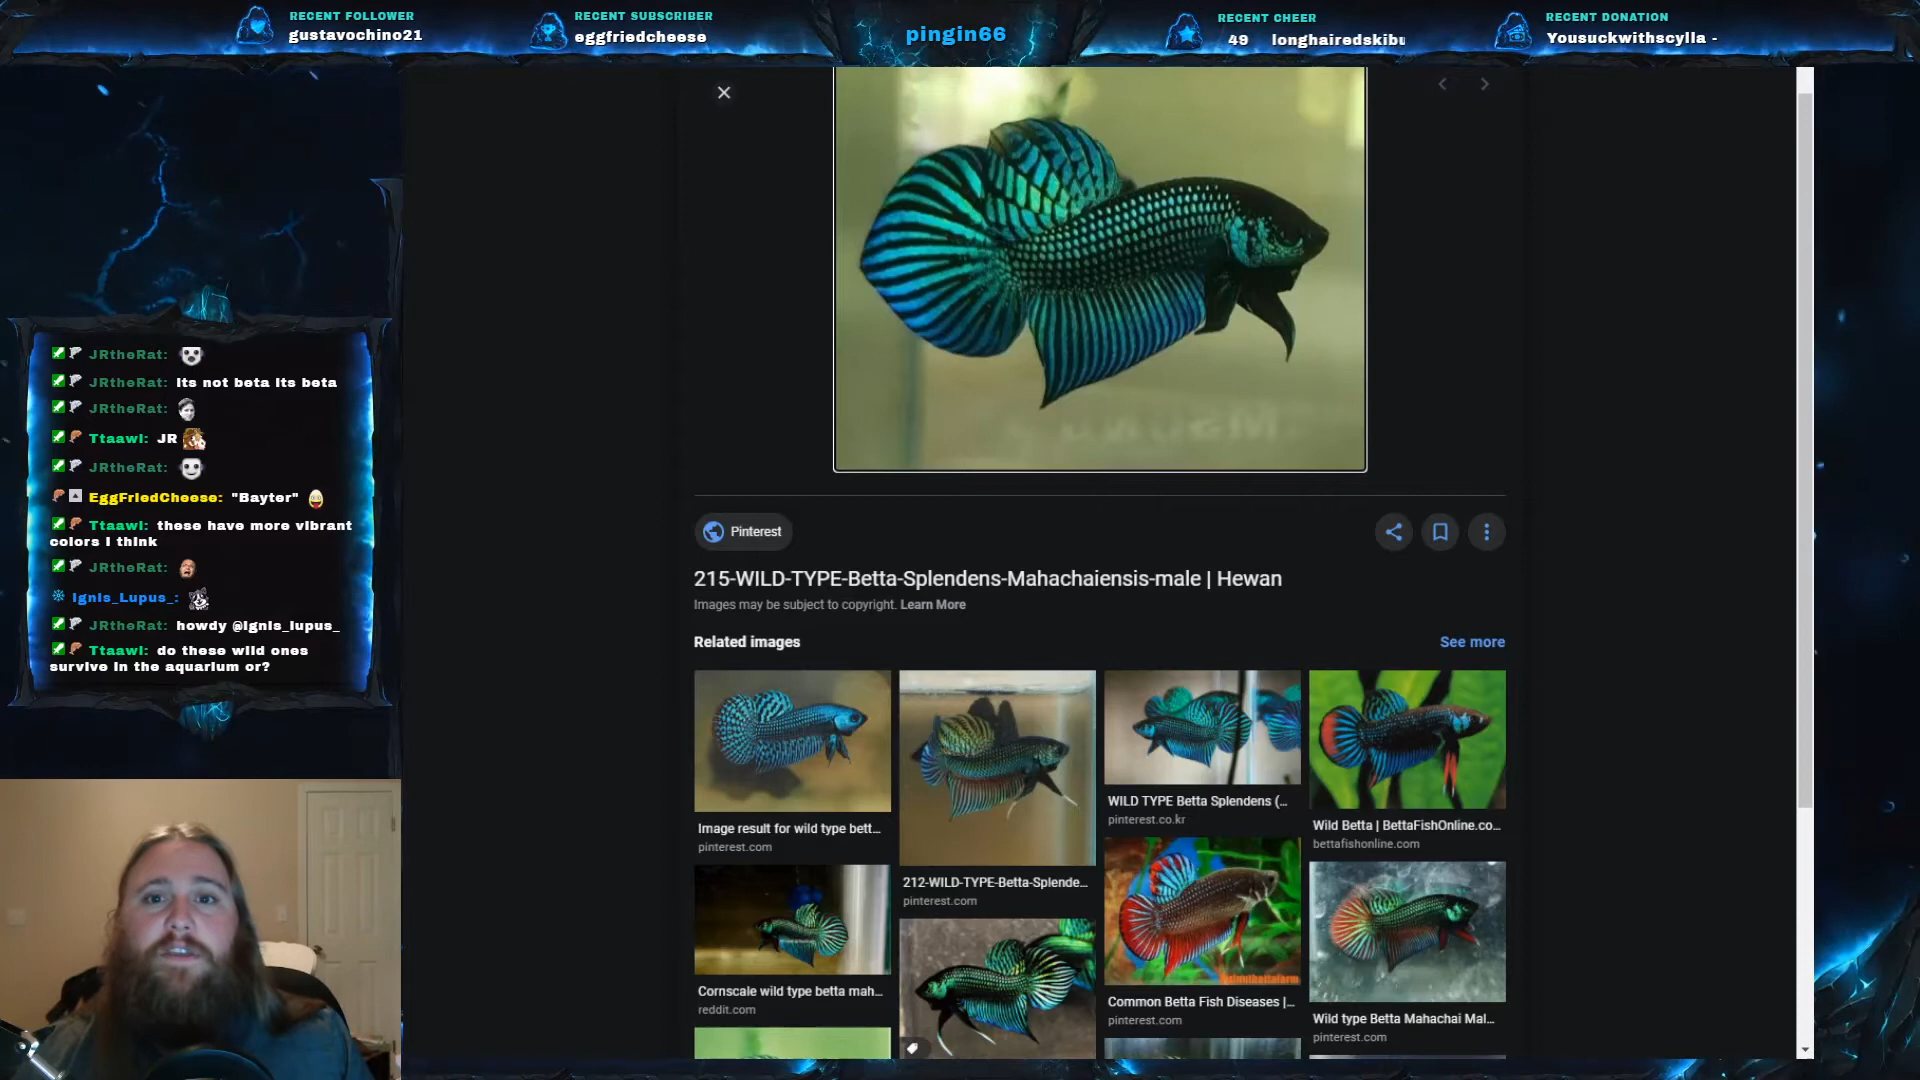 RECENT FOLLOWER
gustavochino21
RECENT SUBSCRIBER
eggfriedcheese
pingin66
RECENT CHEER
49 longhairedskibu
RECENT DONATION
Yousuckwithscylla -
JRtheRat:
JRtheRat: Its not beta its beta
JRtheRat:
Ttaawi: JR
JRtheRat:
EggFriedCheese: "Bayter"
Ttaawi: these have more vibrant
colors I think
JRtheRat:
Ignis_Lupus_:
JRtheRat: howdy @ignis_lupus_
Ttaawi: do these wild ones
survive in the aquarium or?
Pinterest
215-WILD-TYPE-Betta-Splendens-Mahachaiensis-male | Hewan
Images may be subject to copyright. Learn More
Related images
See more
Image result for wild type bett...
pinterest.com
212-WILD-TYPE-Betta-Splende...
pinterest.com
WILD TYPE Betta Splendens (...
pinterest.co.kr
Wild Betta | BettaFishOnline.co...
bettafishonline.com
Cornscale wild type betta mah...
reddit.com
Common Betta Fish Diseases |...
pinterest.com
Wild type Betta Mahachai Mal...
pinterest.com